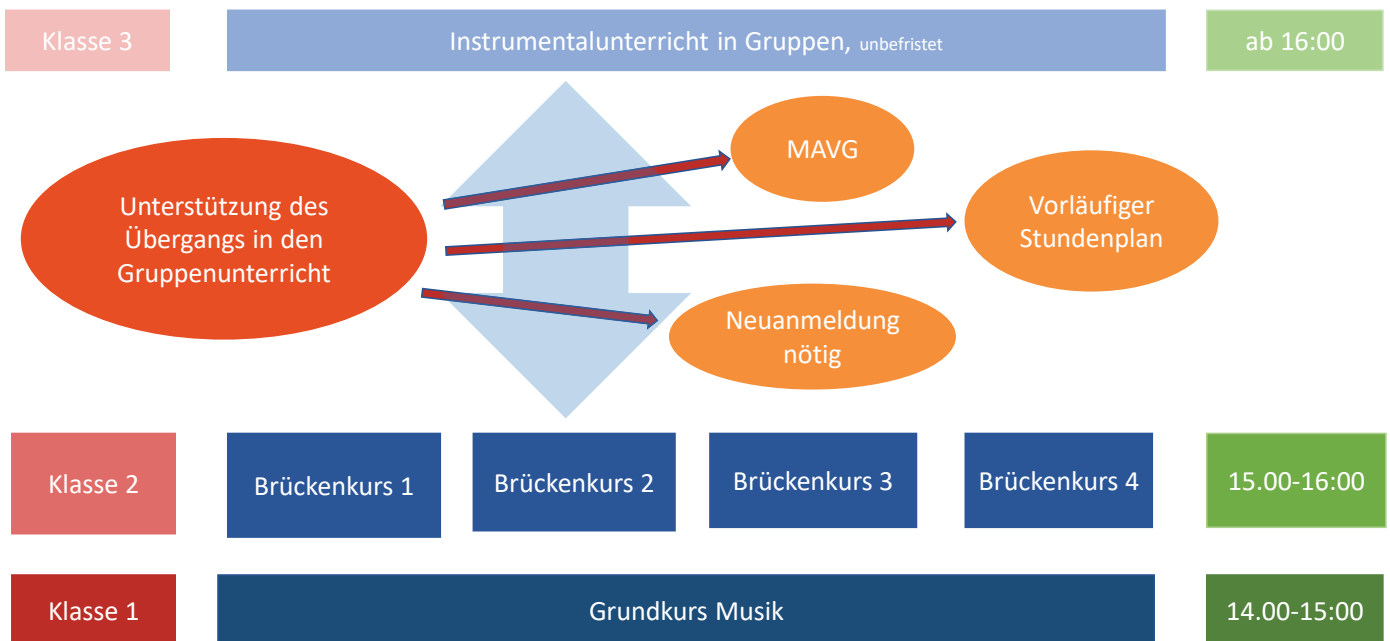 Klasse 3
Instrumentalunterricht in Gruppen, unbefristet
ab 16:00
MAVG
Unterstützung des
Übergangs in den
Gruppenunterricht
Vorläufiger
Stundenplan
Neuanmeldung
nötig
Klasse 2
Brückenkurs 1
Brückenkurs 2
Brückenkurs 3
Brückenkurs 4
15.00-16:00
Klasse 1
Grundkurs Musik
14.00-15:00